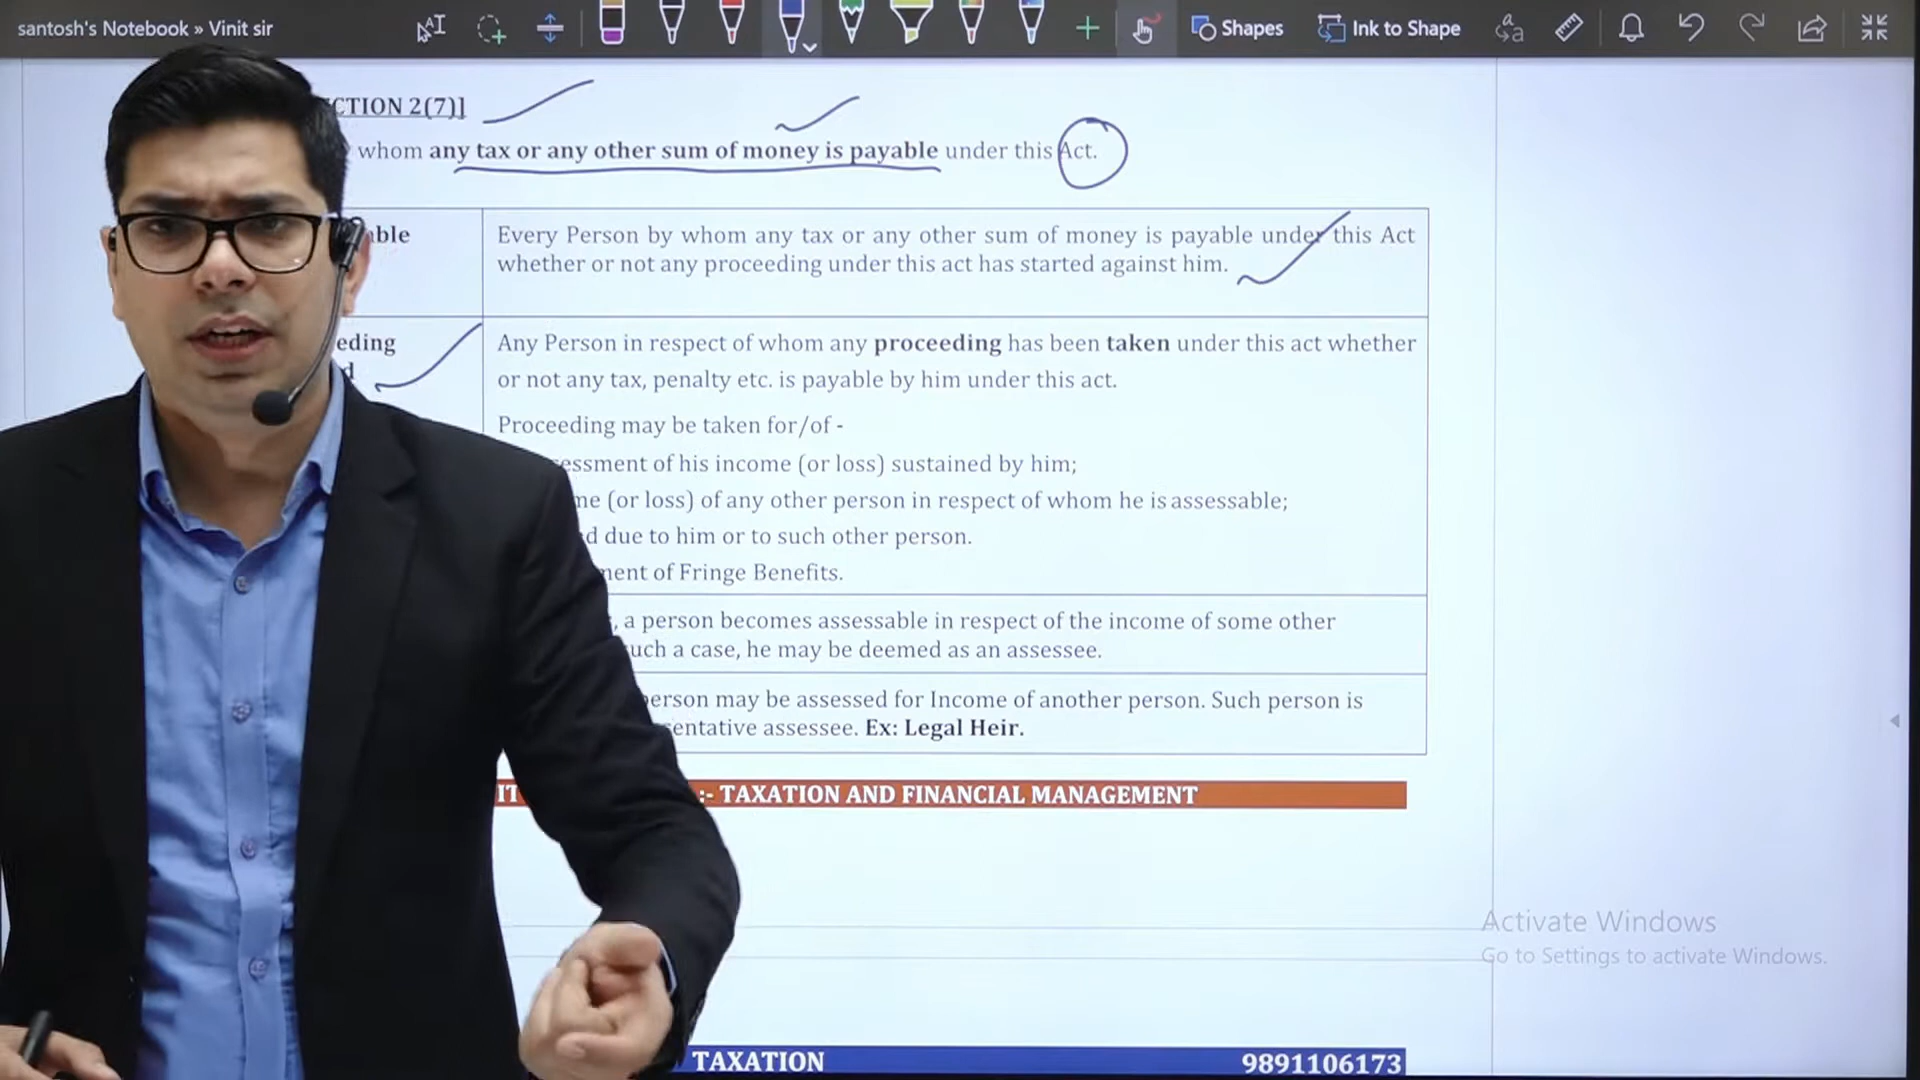 santosh's Notebook » Vinit sir
Shapes
Ink to Shape
CTION 2(7)]
whom any tax or any other sum of money is payable under this Act.
ble
Every Person by whom any tax or any other sum of money is payable under this Act
whether or not any proceeding under this act has started against him.
eding
d
Any Person in respect of whom any proceeding has been taken under this act whether
or not any tax, penalty etc. is payable by him under this act.
Proceeding may be taken for/of -
essment of his income (or loss) sustained by him;
ne (or loss) of any other person in respect of whom he is assessable;
d due to him or to such other person.
nent of Fringe Benefits.
, a person becomes assessable in respect of the income of some other
uch a case, he may be deemed as an assessee.
person may be assessed for Income of another person. Such person is
entative assessee. Ex: Legal Heir.
IT :- TAXATION AND FINANCIAL MANAGEMENT
Activate Windows
Go to Settings to activate Windows.
TAXATION 9891106173